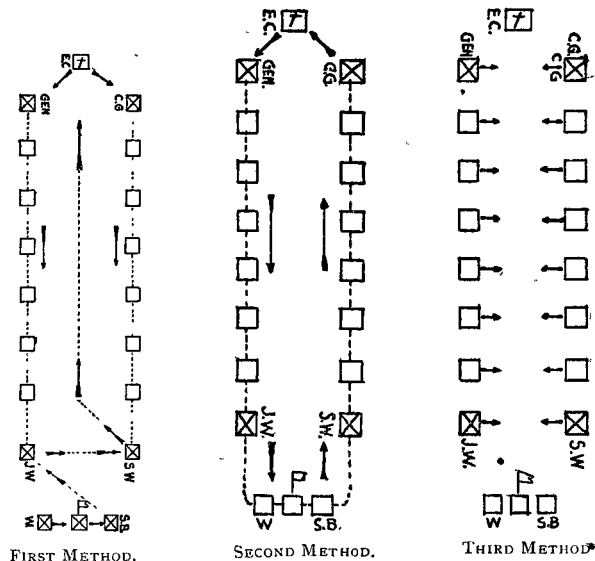 E.C.
GEN
C.G
J.W
S.W
W
S.B.
FIRST METHOD.
E.C.
GEN.
C.G.
J.W.
S.W.
W
S.B.
SECOND METHOD.
E.C.
GEN
C.G.
C.G
J.W.
S.W
W
S.B
THIRD METHOD